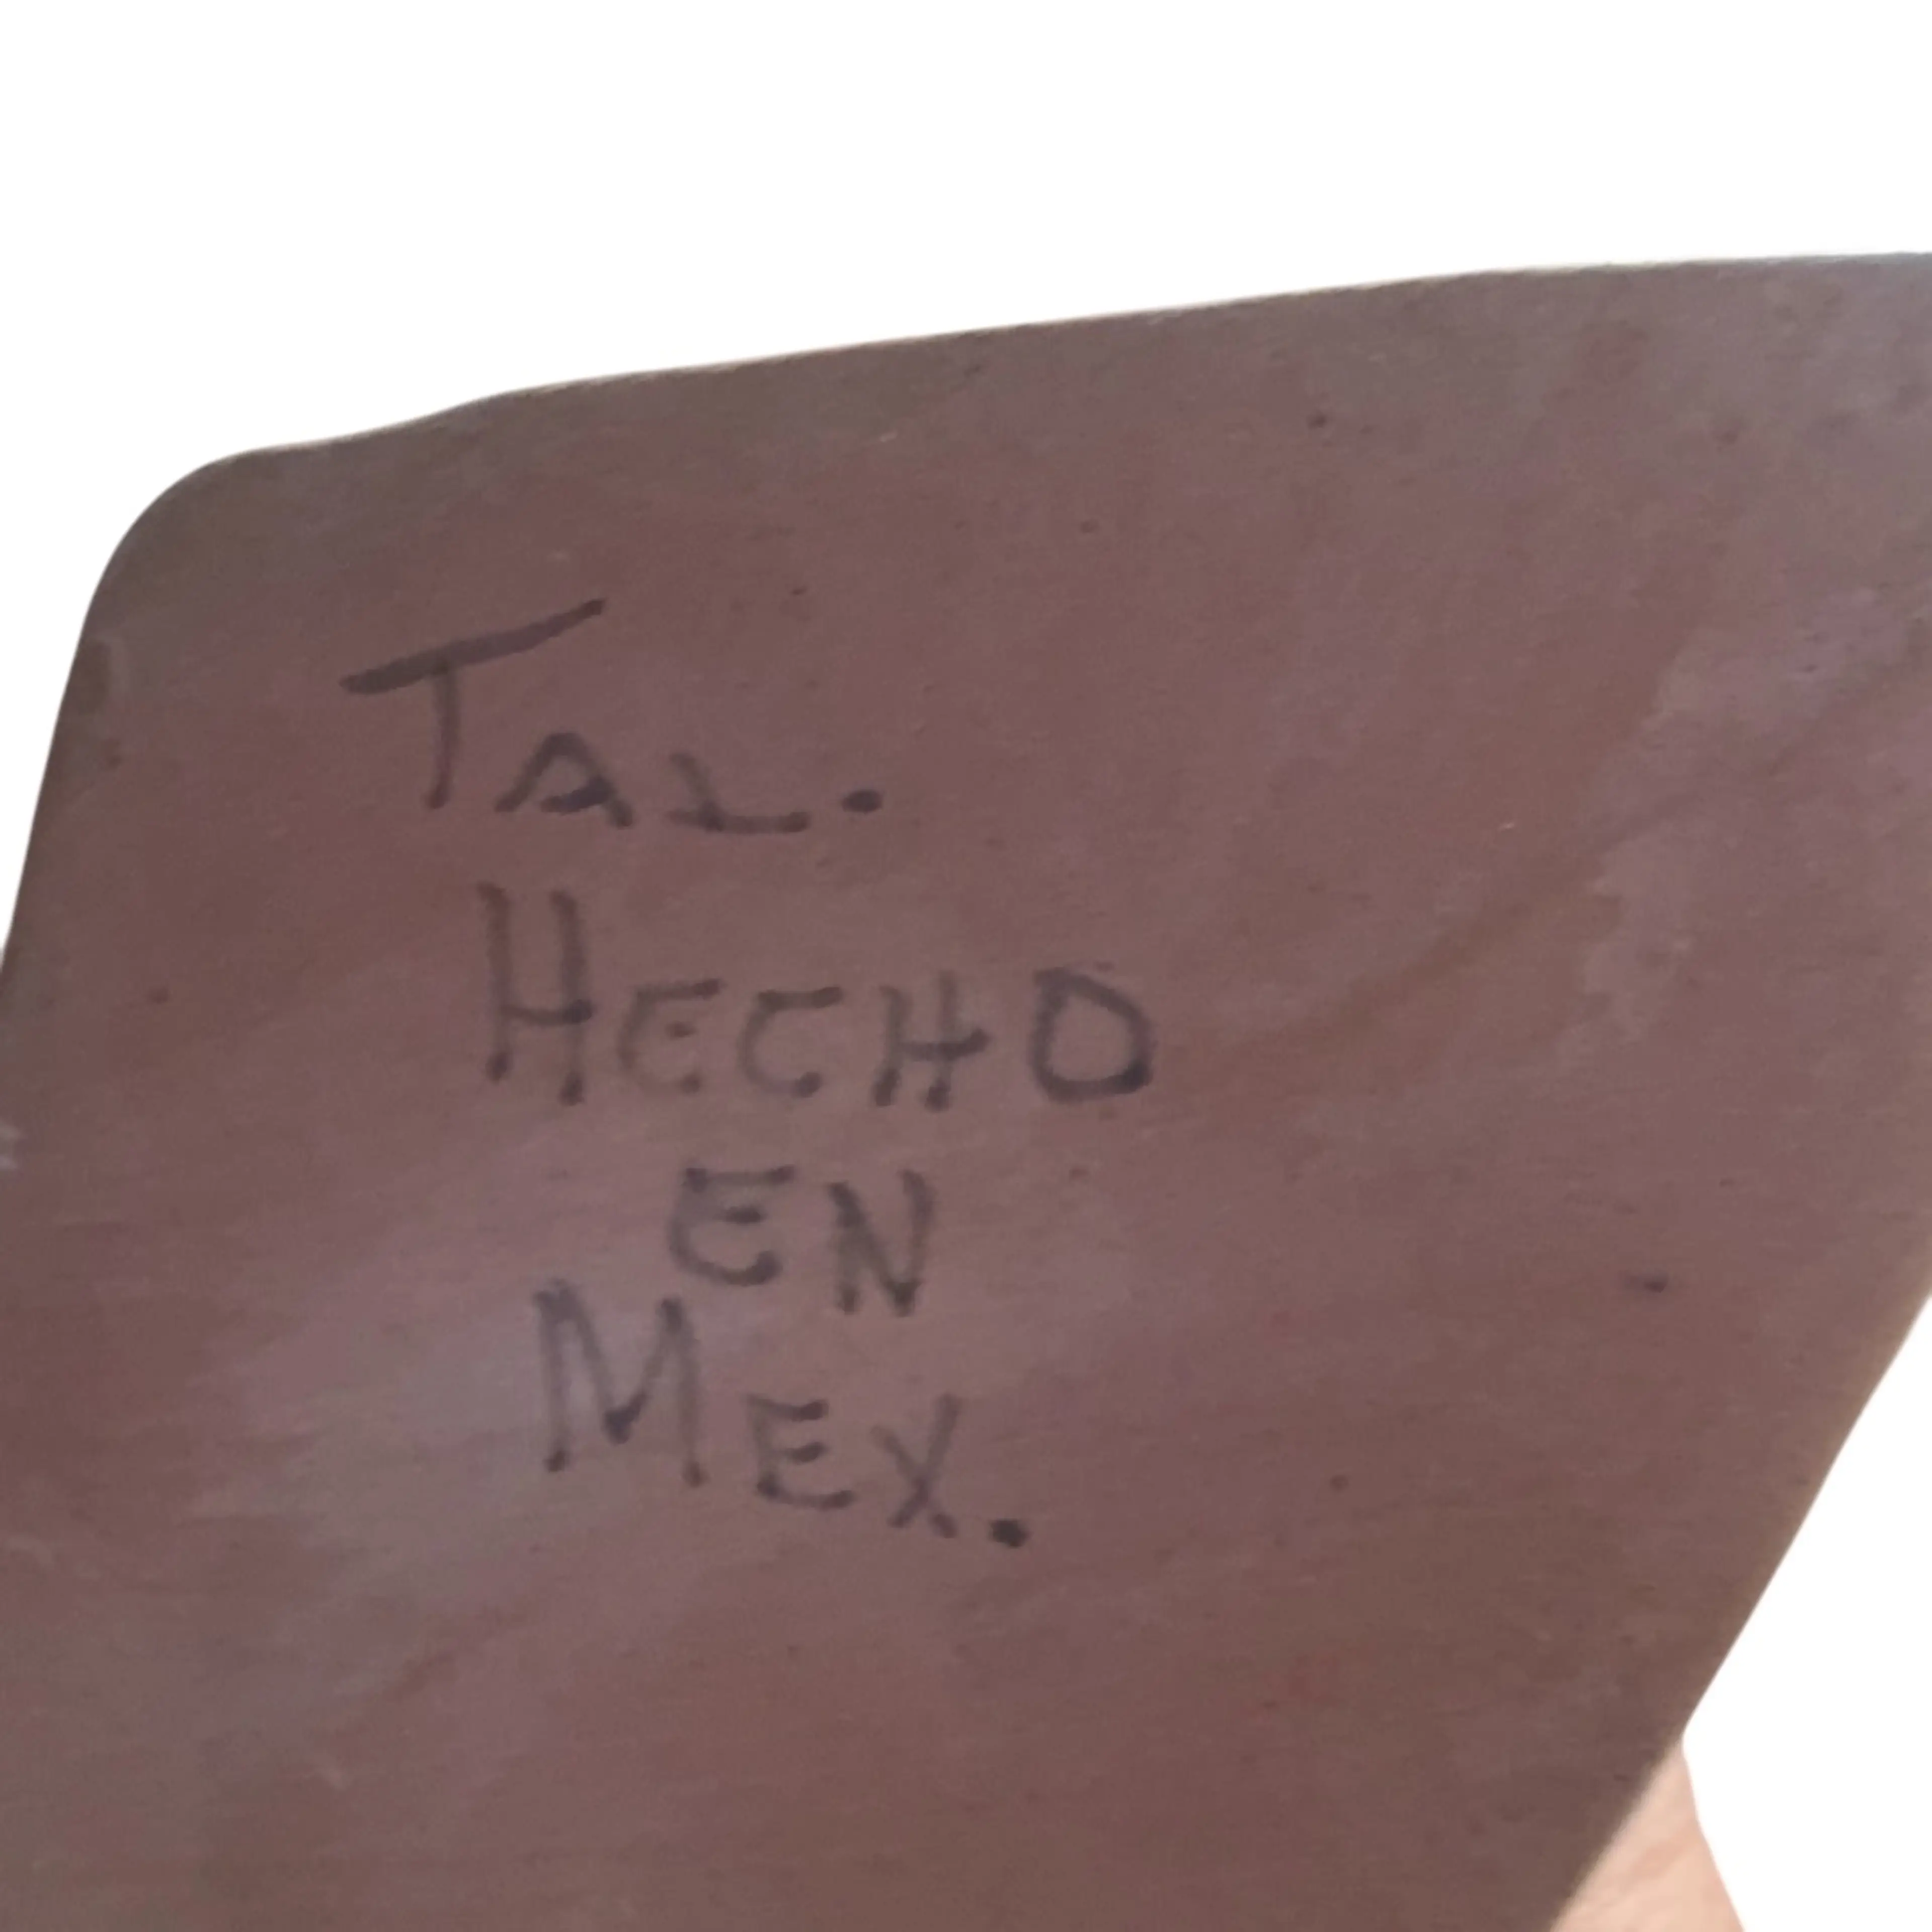 TAL.
HECHO
EN
MEX.